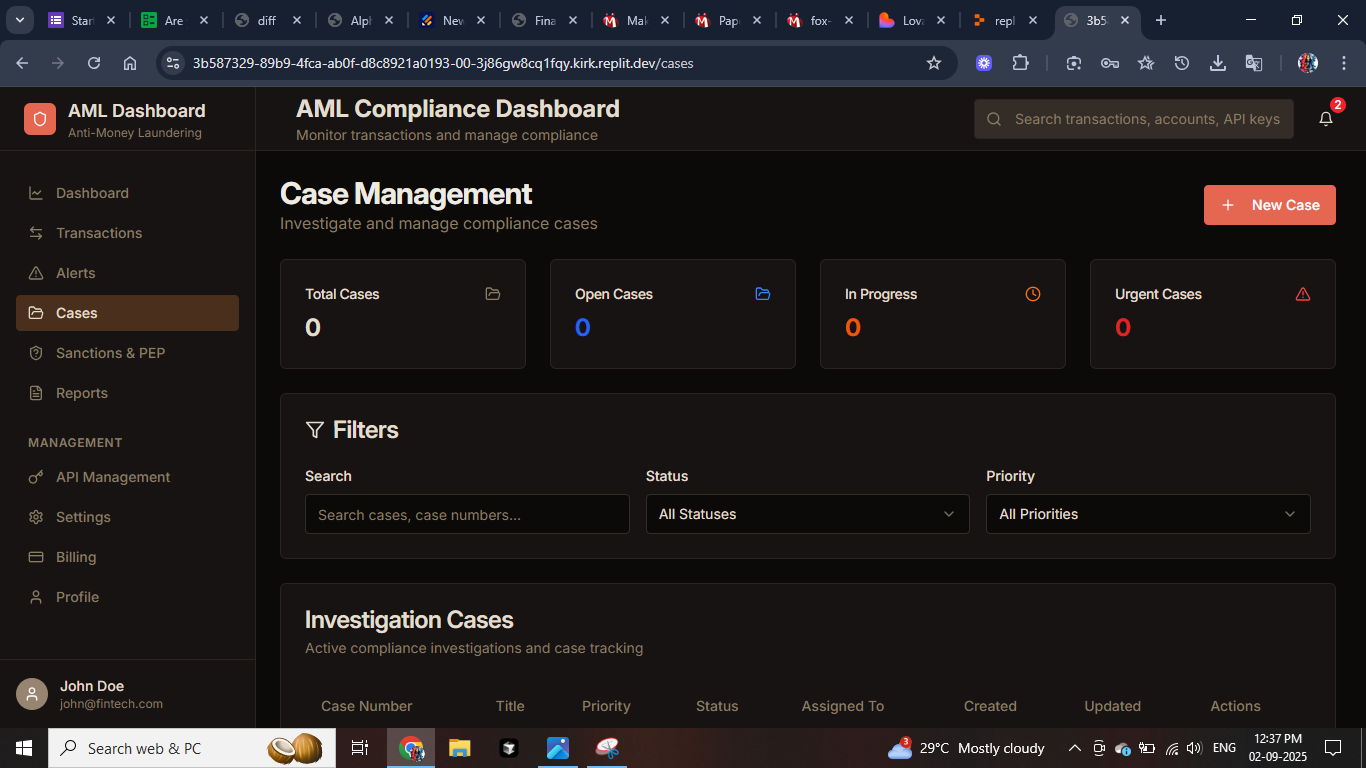 Start
Are
diff
Alph
New
Fina
Mak
Pap
fox-
Lova
repl
3b5
3b587329-89b9-4fca-ab0f-d8c8921a0193-00-3j86gw8cq1fqy.kirk.replit.dev/cases
AML Dashboard
Anti-Money Laundering
AML Compliance Dashboard
Monitor transactions and manage compliance
Search transactions, accounts, API keys
2
Dashboard
Transactions
Alerts
Cases
Sanctions & PEP
Reports
MANAGEMENT
API Management
Settings
Billing
Profile
John Doe
john@fintech.com
Case Management
Investigate and manage compliance cases
New Case
Total Cases
0
Open Cases
0
In Progress
0
Urgent Cases
0
Filters
Search
Search cases, case numbers...
Status
All Statuses
Priority
All Priorities
Investigation Cases
Active compliance investigations and case tracking
Case Number Title Priority Status Assigned To Created Updated Actions
Search web & PC
3
29°C Mostly cloudy
ENG
12:37 PM
02-09-2025